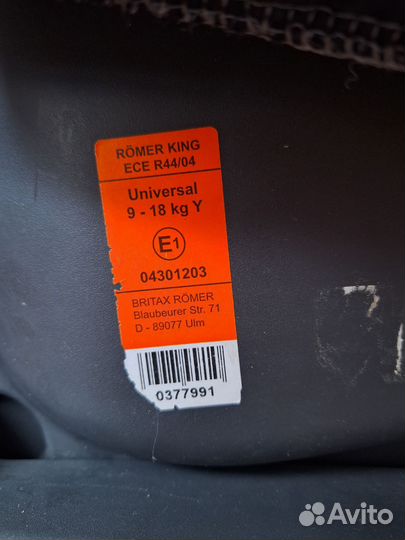 RÖMER KING
ECE R44/04
Universal
9 - 18 kg Y
E1
04301203
BRITAX RÖMER
Blaubeurer Str. 71
D - 89077 Ulm
0377991
Avito